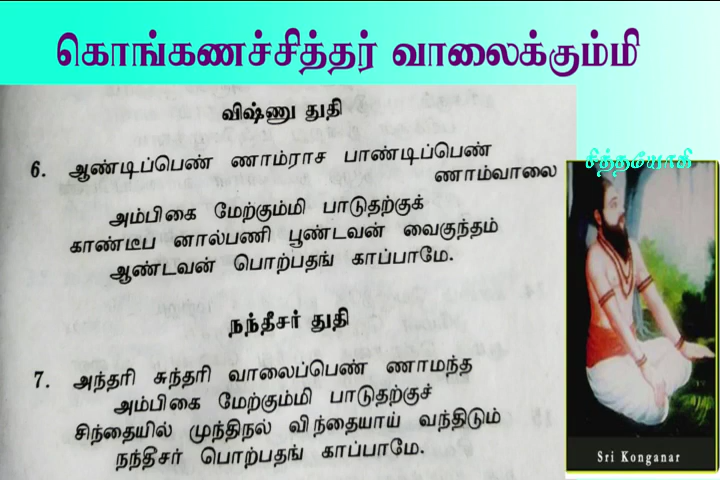 கொங்கணச்சித்தர் வாலைக்கும்மி
விஷ்ணு துதி
6. ஆண்டிப்பெண் ணாம்ராச பாண்டிப்பெண்
ணாம்வாலை
அம்பிகை மேற்கும்மி பாடுதற்குக்
காண்டீப னால்பணி பூண்டவன் வைகுந்தம்
ஆண்டவன் பொற்பதங் காப்பாமே.
நந்தீசர் துதி
7. அந்தரி சுந்தரி வாலைப்பெண் ணாமந்த
அம்பிகை மேற்கும்மி பாடுதற்குச்
சிந்தையில் முந்திநல் விந்தையாய் வந்திடும்
நந்தீசர் பொற்பதங் காப்பாமே.
சித்தயோகி
Sri Konganar